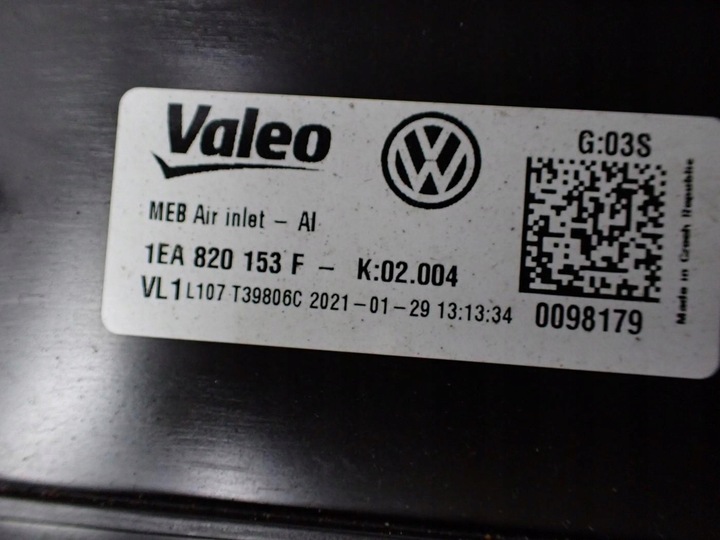 Valeo
VW
G:03S
MEB Air inlet - AI
1EA 820 153 F - K:02.004
VL1 L107 T39806C 2021-01-29 13:13:34
0098179
Made in Czech Republic